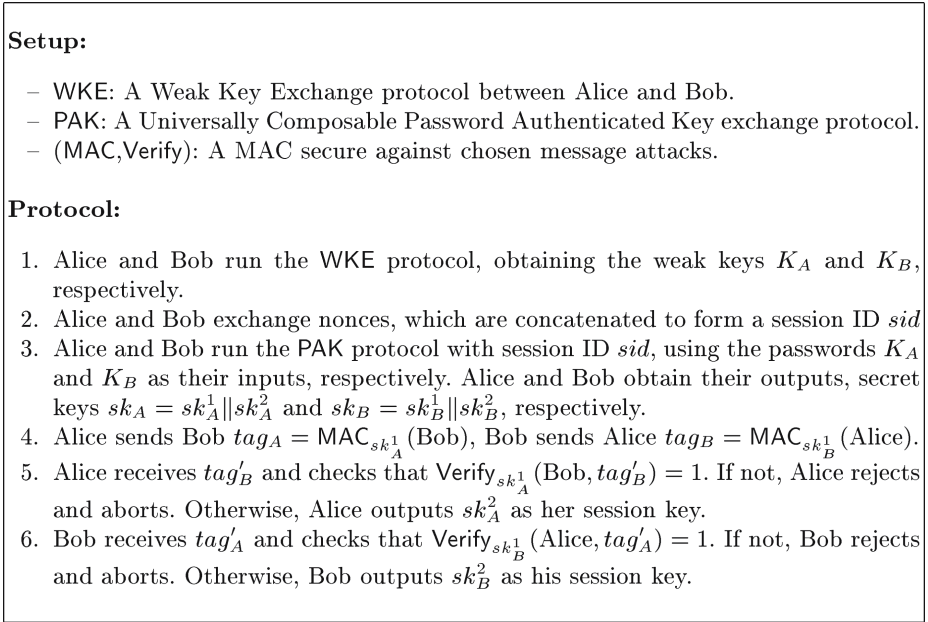 Setup:
– WKE: A Weak Key Exchange protocol between Alice and Bob.
– PAK: A Universally Composable Password Authenticated Key exchange protocol.
– (MAC,Verify): A MAC secure against chosen message attacks.
Protocol:
1. Alice and Bob run the WKE protocol, obtaining the weak keys $K_A$ and $K_B$,
respectively.
2. Alice and Bob exchange nonces, which are concatenated to form a session ID sid
3. Alice and Bob run the PAK protocol with session ID sid, using the passwords $K_A$
and $K_B$ as their inputs, respectively. Alice and Bob obtain their outputs, secret
keys $sk_A = sk_A^1 \| sk_A^2$ and $sk_B = sk_B^1 \| sk_B^2$, respectively.
4. Alice sends Bob $tag_A = \mathsf{MAC}_{sk_A^1}$(Bob), Bob sends Alice $tag_B = \mathsf{MAC}_{sk_B^1}$(Alice).
5. Alice receives $tag'_B$ and checks that $\mathsf{Verify}_{sk_A^1}$(Bob, $tag'_B$) = 1. If not, Alice rejects
and aborts. Otherwise, Alice outputs $sk_A^2$ as her session key.
6. Bob receives $tag'_A$ and checks that $\mathsf{Verify}_{sk_B^1}$(Alice, $tag'_A$) = 1. If not, Bob rejects
and aborts. Otherwise, Bob outputs $sk_B^2$ as his session key.